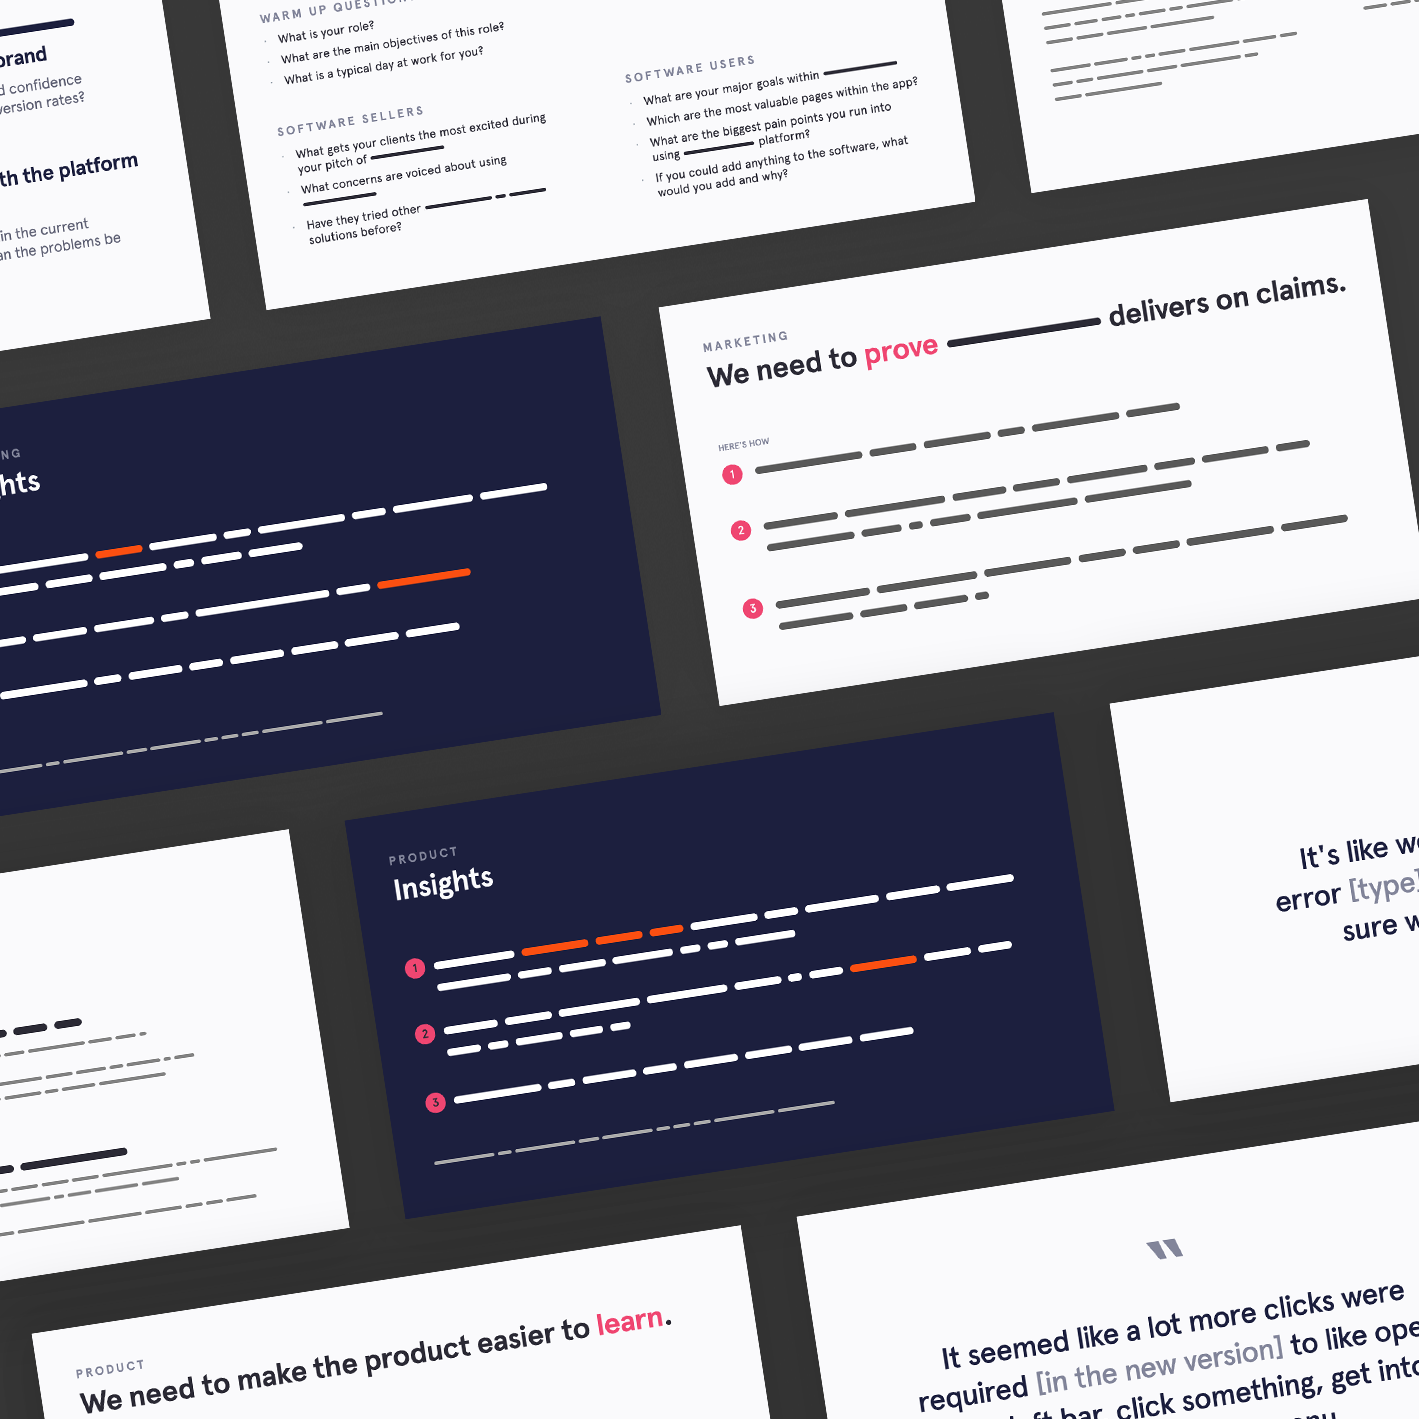 brand
d confidence
version rates?
th the platform
in the current
an the problems be
WARM UP QUESTION
What is your role?
What are the main objectives of this role?
What is a typical day at work for you?
SOFTWARE SELLERS
What gets your clients the most excited during
your pitch of
What concerns are voiced about using
Have they tried other
solutions before?
SOFTWARE USERS
What are your major goals within
Which are the most valuable pages within the app?
What are the biggest pain points you run into
using platform?
If you could add anything to the software, what
would you add and why?
NG
hts
MARKETING
We need to prove delivers on claims.
HERE'S HOW
1
2
3
PRODUCT
Insights
1
2
3
It's like we
error [type]
sure w
PRODUCT
We need to make the product easier to learn.
"
It seemed like a lot more clicks were
required [in the new version] to like ope
left bar, click something, get into
menu